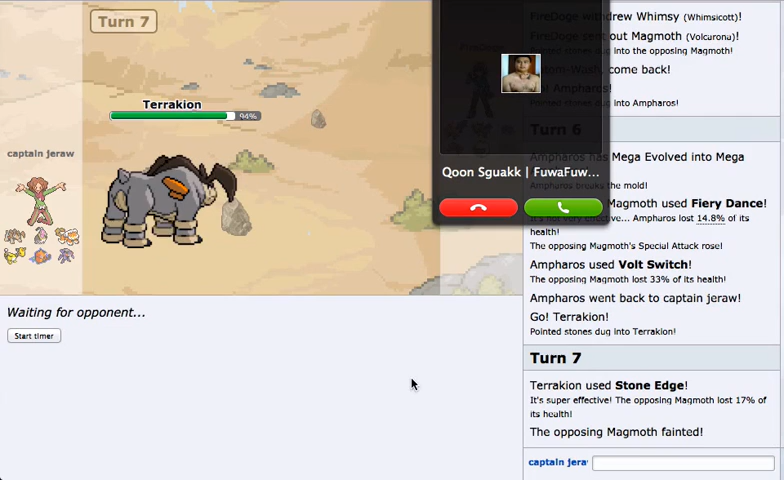 Turn 7
Terrakion
94%
captain jeraw
Waiting for opponent...
Start timer
Qoon Sguakk | FuwaFuw...
FireDoge withdrew Whimsy (Whimsicott)!
FireDoge sent out Magmoth (Volcarona)!
Pointed stones dug into the opposing Magmoth!
come back!
Ampharos!
dug into Ampharos!
Turn 6
Ampharos has Mega Evolved into Mega
Ampharos breaks the mold!
Magmoth used Fiery Dance!
It's not very effective... Ampharos lost 14.8% of its
health!
The opposing Magmoth's Special Attack rose!
Ampharos used Volt Switch!
The opposing Magmoth lost 33% of its health!
Ampharos went back to captain jeraw!
Go! Terrakion!
Pointed stones dug into Terrakion!
Turn 7
Terrakion used Stone Edge!
It's super effective! The opposing Magmoth lost 17% of
its health!
The opposing Magmoth fainted!
captain jera